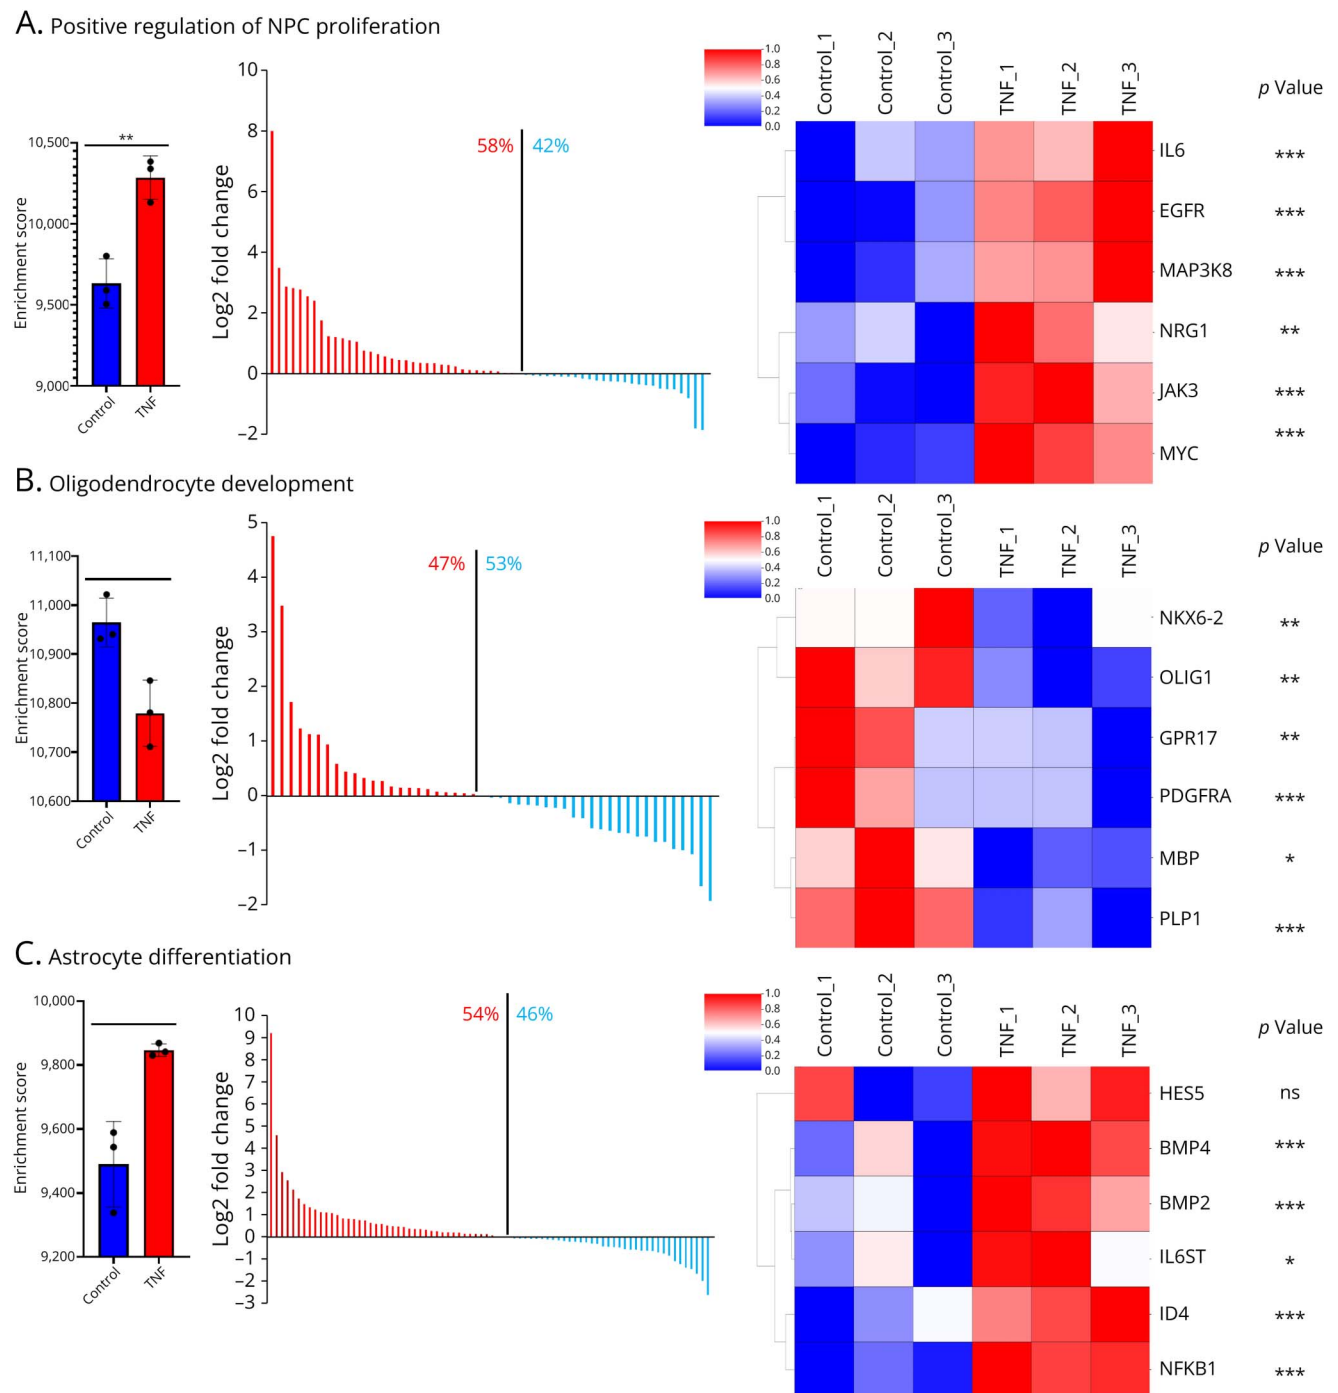 A. Positive regulation of NPC proliferation
Enrichment score
10,500
10,000
9,500
9,000
**
Control
TNF
Log2 fold change
10
8
6
4
2
0
−2
58%
42%
1.0
0.8
0.6
0.4
0.2
0.0
Control_1
Control_2
Control_3
TNF_1
TNF_2
TNF_3
p Value
IL6 ***
EGFR ***
MAP3K8 ***
NRG1 **
JAK3 ***
MYC ***
B. Oligodendrocyte development
Enrichment score
11,100
11,000
10,900
10,800
10,700
10,600
Control
TNF
Log2 fold change
5
4
3
2
1
0
−1
−2
47%
53%
1.0
0.8
0.6
0.4
0.2
0.0
Control_1
Control_2
Control_3
TNF_1
TNF_2
TNF_3
p Value
NKX6-2 **
OLIG1 **
GPR17 **
PDGFRA ***
MBP *
PLP1 ***
C. Astrocyte differentiation
Enrichment score
10,000
9,800
9,600
9,400
9,200
Control
TNF
Log2 fold change
10
9
8
7
6
5
4
3
2
1
0
−1
−2
−3
54%
46%
1.0
0.8
0.6
0.4
0.2
0.0
Control_1
Control_2
Control_3
TNF_1
TNF_2
TNF_3
p Value
HES5 ns
BMP4 ***
BMP2 ***
IL6ST *
ID4 ***
NFKB1 ***